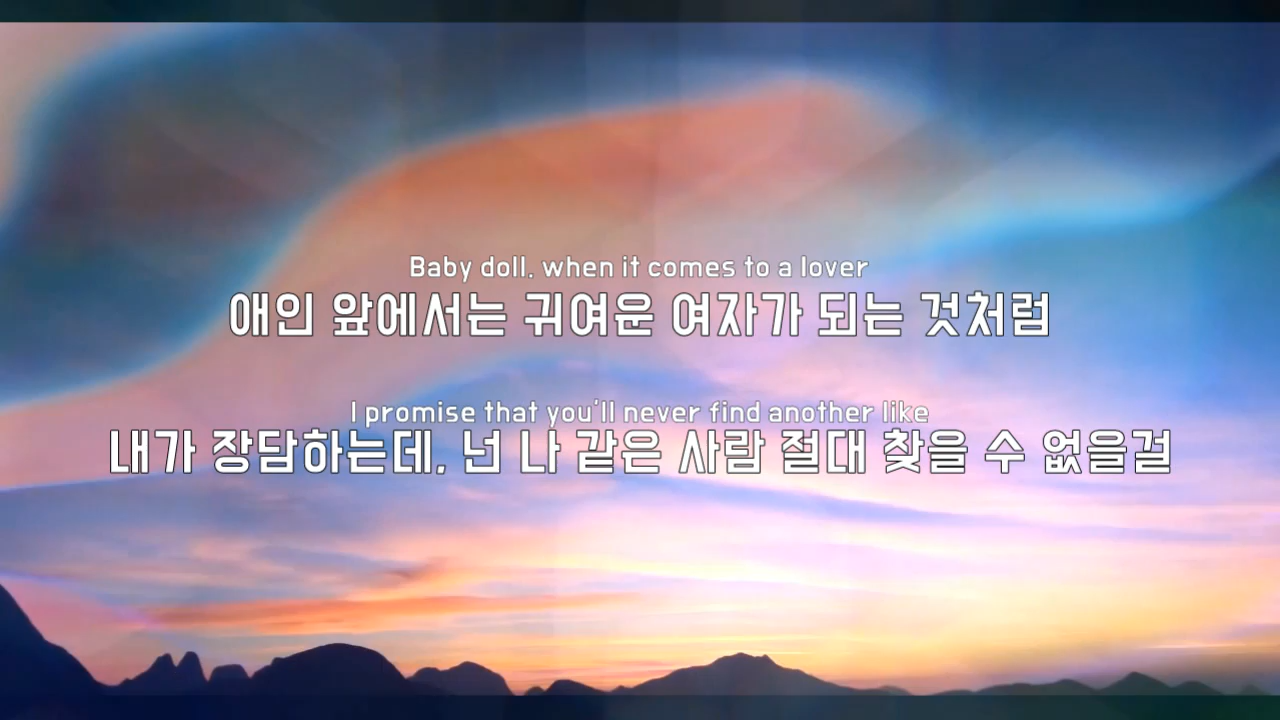 Baby doll, when it comes to a lover
애인 앞에서는 귀여운 여자가 되는 것처럼
I promise that you'll never find another like
내가 장담하는데, 넌 나 같은 사람 절대 찾을 수 없을걸